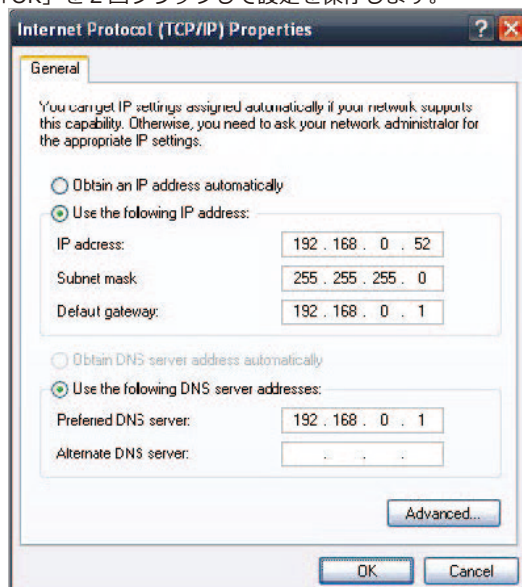 「OK」を2回クリックして設定を保存します。
Internet Protocol (TCP/IP) Properties
General
You can get IP settings assigned automatically if your network supports
this capability. Otherwise, you need to ask your network administrator for
the appropriate IP settings.
Obtain an IP address automatically
Use the following IP address:
IP address:
192 . 168 . 0 . 52
Subnet mask
255 . 255 . 255 . 0
Default gateway:
192 . 168 . 0 . 1
Obtain DNS server address automatically
Use the following DNS server addresses:
Preferred DNS server:
192 . 168 . 0 . 1
Alternate DNS server:
. . .
Advanced...
OK
Cancel